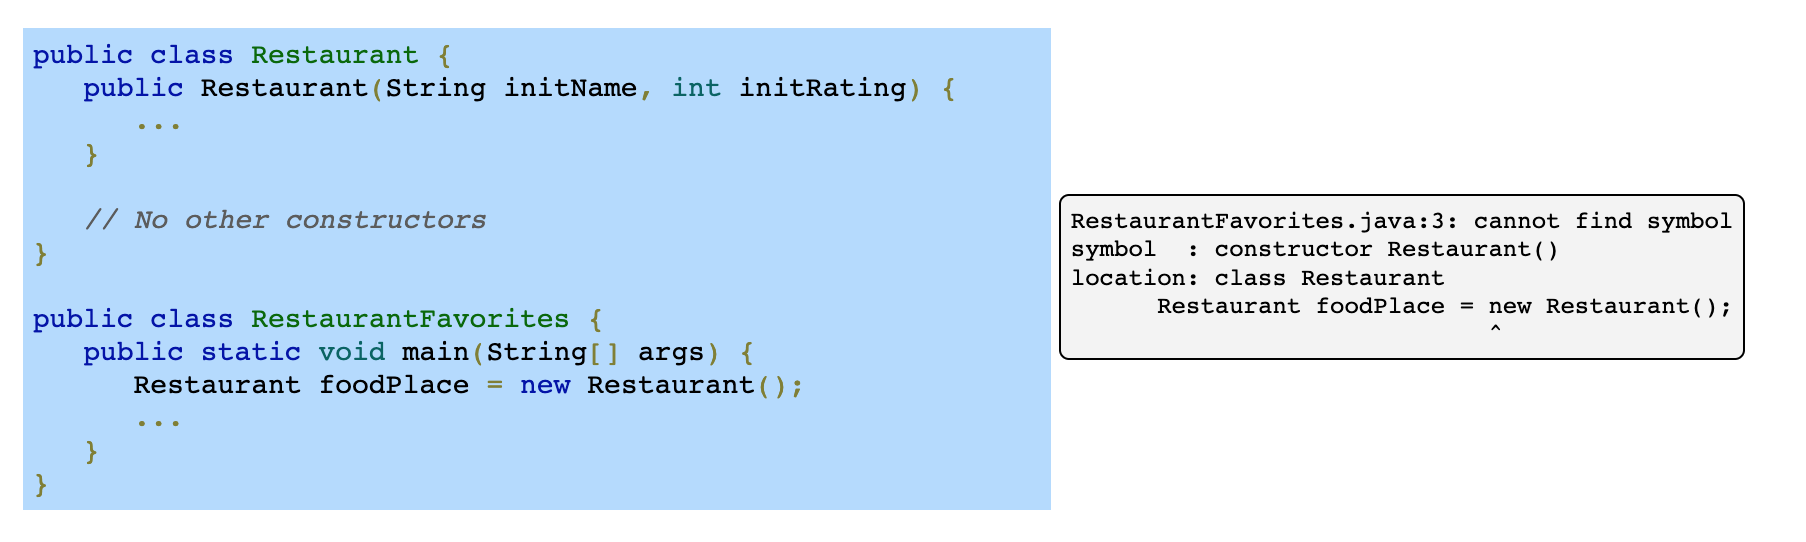 public class Restaurant {
   public Restaurant(String initName, int initRating) {
      ...
   }

   // No other constructors
}

public class RestaurantFavorites {
   public static void main(String[] args) {
      Restaurant foodPlace = new Restaurant();
      ...
   }
}
RestaurantFavorites.java:3: cannot find symbol
symbol  : constructor Restaurant()
location: class Restaurant
      Restaurant foodPlace = new Restaurant();
                             ^